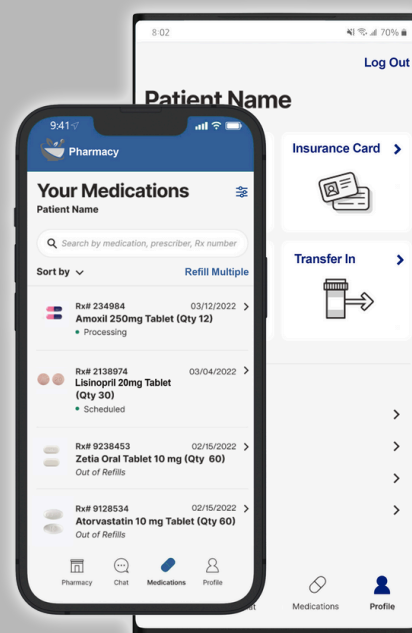 8:02
70%
Log Out
Patient Name
Insurance Card
Transfer In
Medications
Profile
9:41
Pharmacy
Your Medications
Patient Name
Search by medication, prescriber, Rx number
Sort by
Refill Multiple
Rx# 234984
03/12/2022
Amoxil 250mg Tablet (Qty 12)
Processing
Rx# 2138974
03/04/2022
Lisinopril 20mg Tablet
(Qty 30)
Scheduled
Rx# 9238453
02/15/2022
Zetia Oral Tablet 10 mg (Qty 60)
Out of Refills
Rx# 9128534
02/15/2022
Atorvastatin 10 mg Tablet (Qty 60)
Out of Refills
Pharmacy
Chat
Medications
Profile